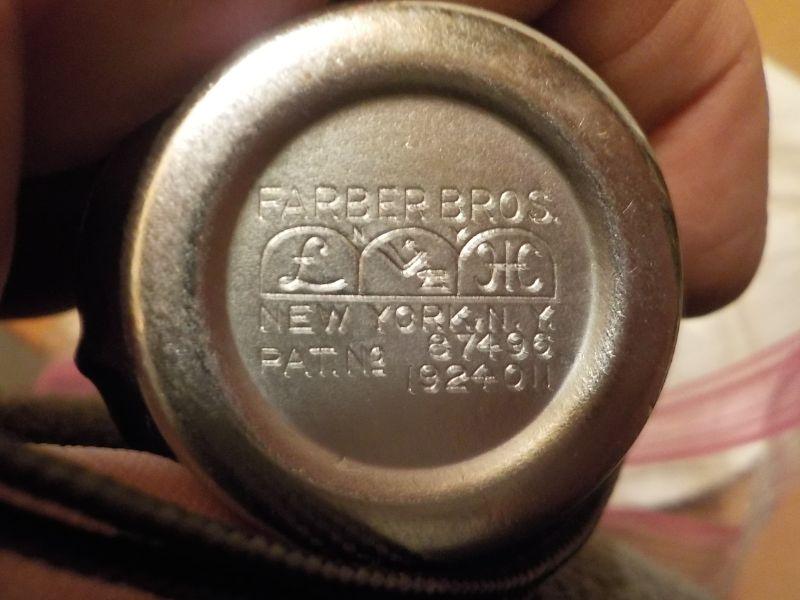 FARBER BROS.
N Y
NEW YORK, N. Y.
PAT. No 87496
1924011